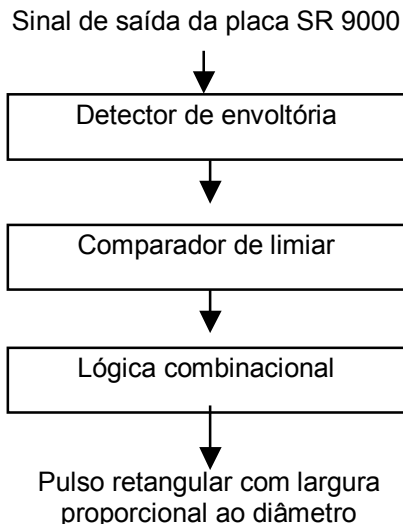 Sinal de saída da placa SR 9000
Detector de envoltória
Comparador de limiar
Lógica combinacional
Pulso retangular com largura
proporcional ao diâmetro